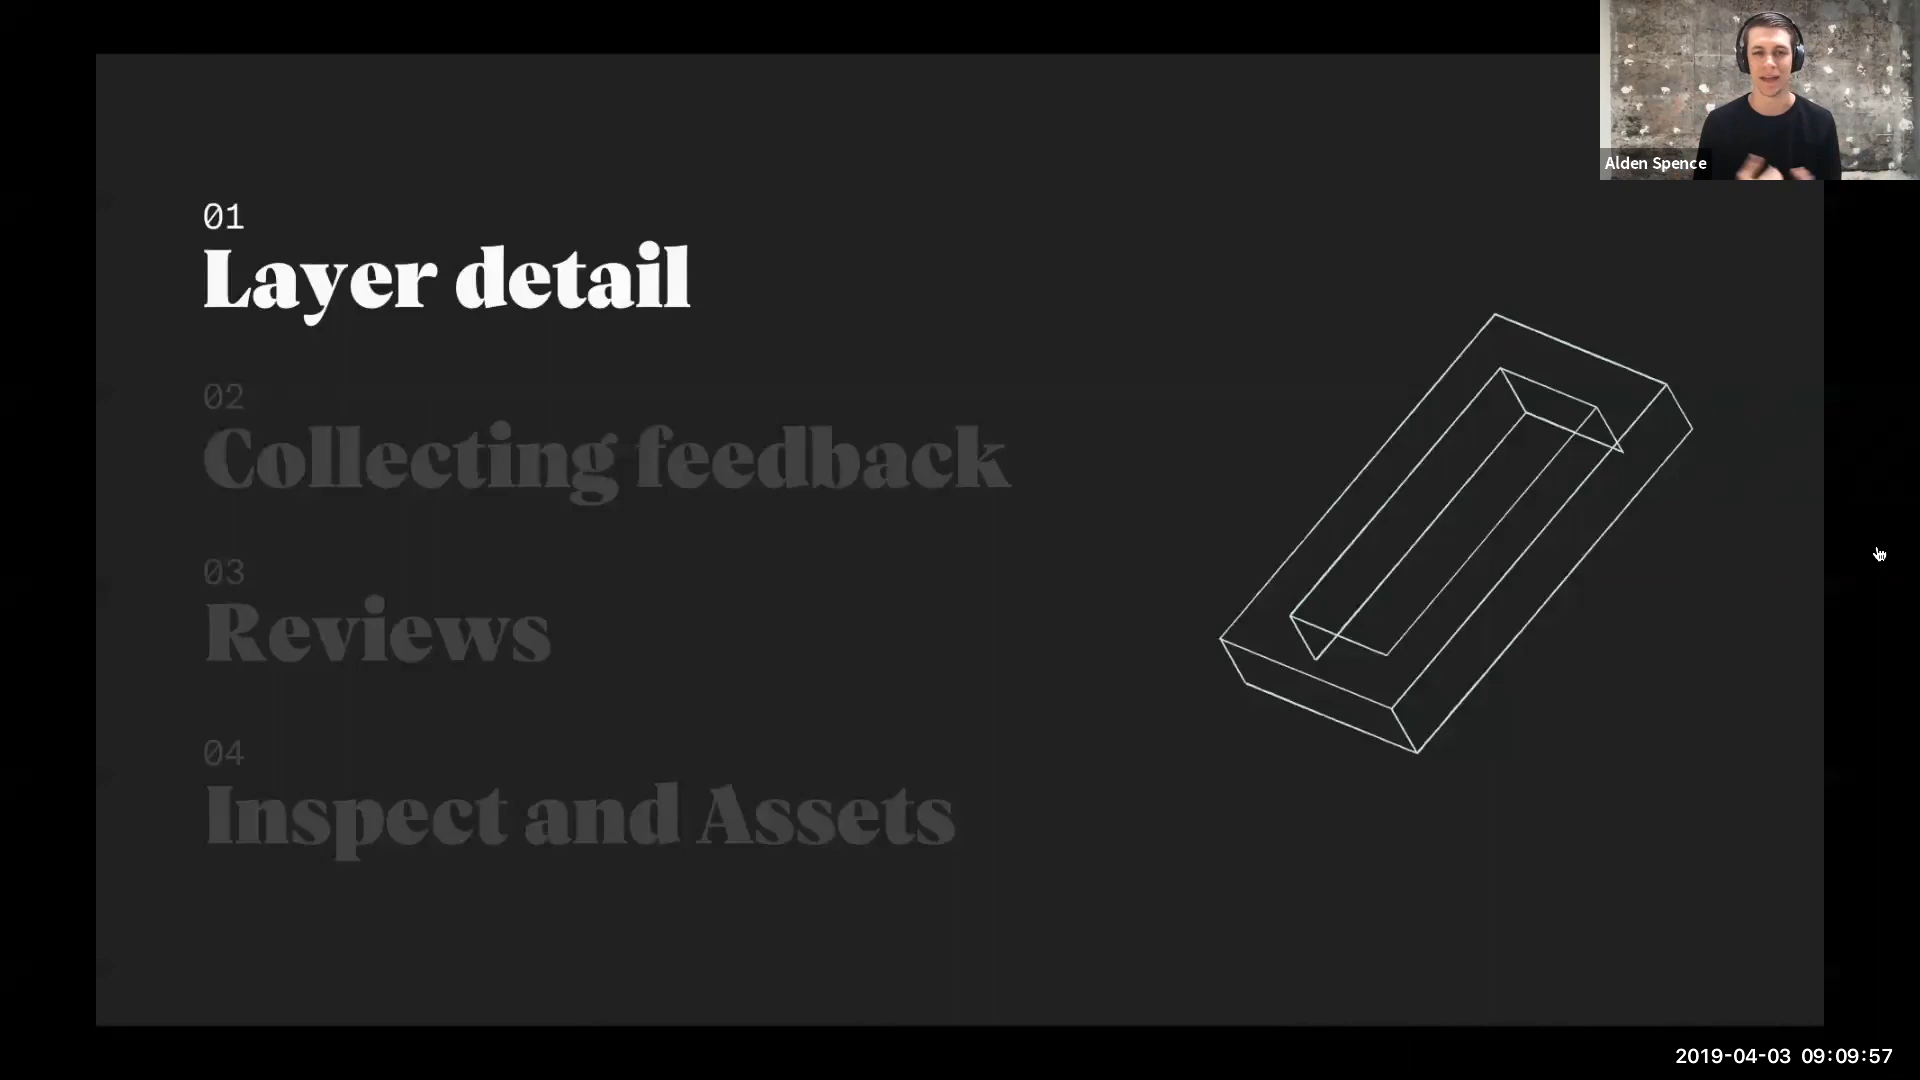 Alden Spence
01
Layer detail
02
Collecting feedback
03
Reviews
04
Inspect and Assets
2019-04-03 09:09:57